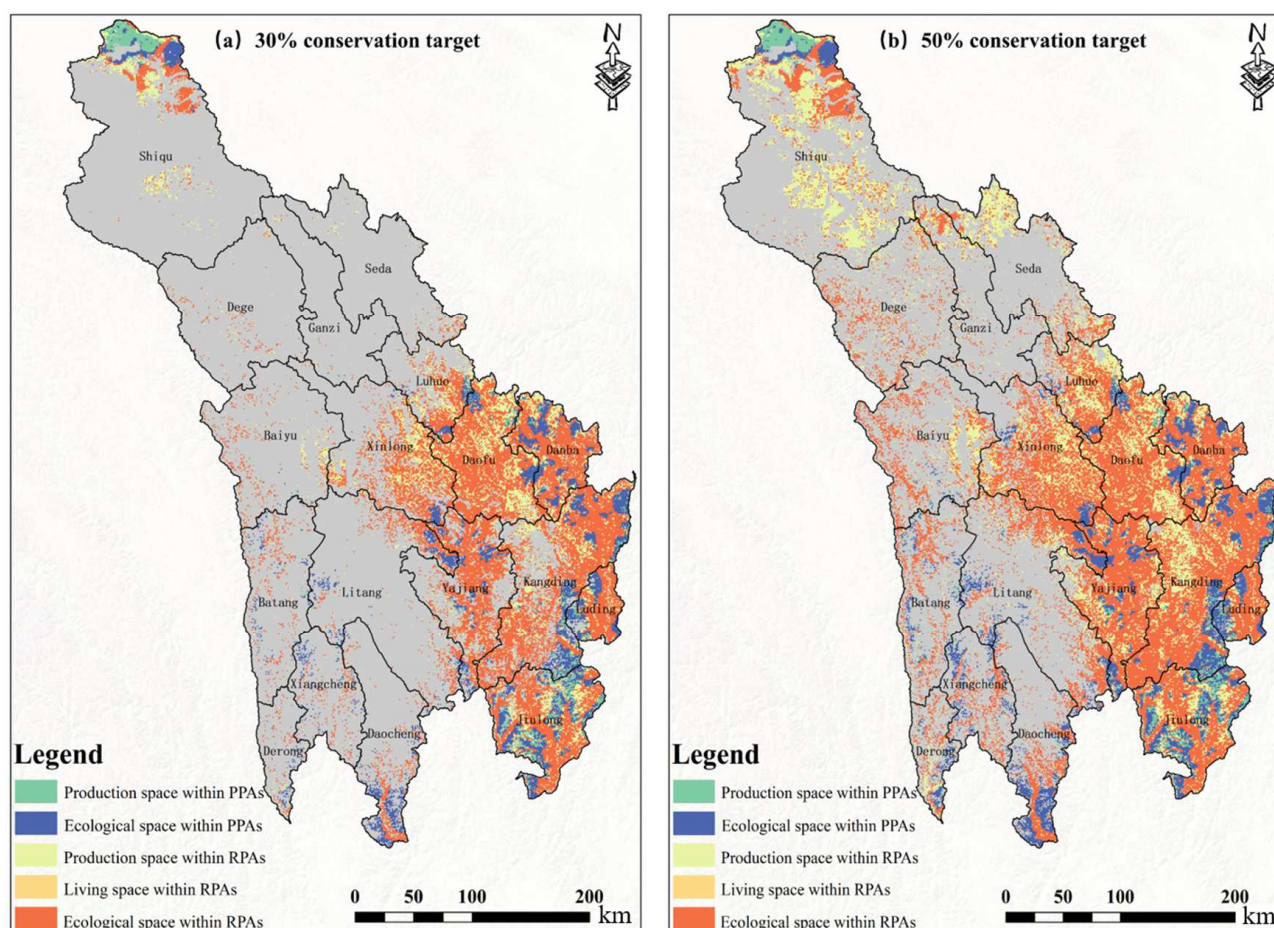 (a) 30% conservation target
N
Shiqu
Seda
Dege
Ganzi
Luhuo
Baiyu
Xinlong
Daofu
Danba
Kangding
Yajiang
Litang
Batang
Luding
Xiangcheng
Jiulong
Daocheng
Derong
Legend
Production space within PPAs
Ecological space within PPAs
Production space within RPAs
Living space within RPAs
Ecological space within RPAs
0 50 100 200
km
(b) 50% conservation target
N
Shiqu
Seda
Dege
Ganzi
Luhuo
Baiyu
Xinlong
Daofu
Danba
Kangding
Yajiang
Litang
Batang
Luding
Xiangcheng
Jiulong
Daocheng
Derong
Legend
Production space within PPAs
Ecological space within PPAs
Production space within RPAs
Living space within RPAs
Ecological space within RPAs
0 50 100 200
km